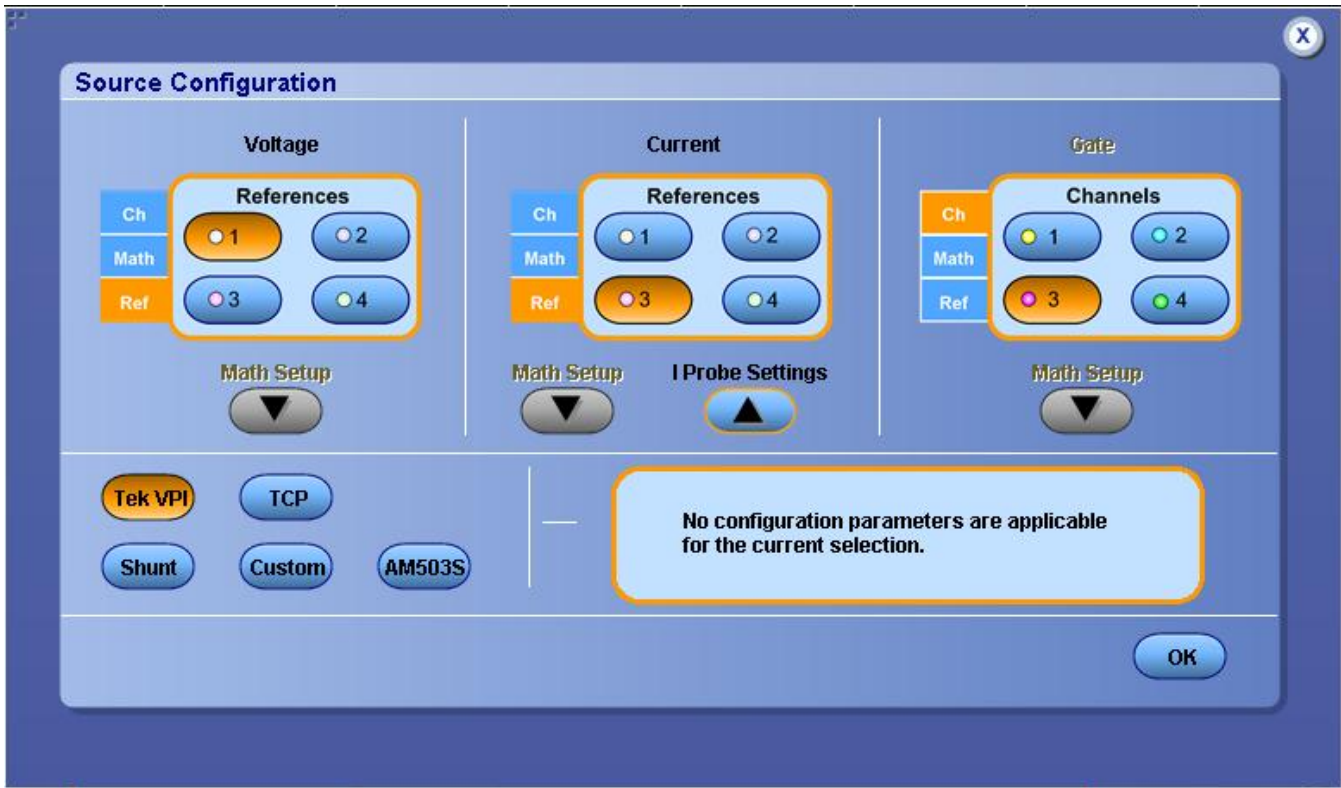 X
Source Configuration
Voltage
Ch
Math
Ref
References
1
2
3
4
Math Setup
Current
Ch
Math
Ref
References
1
2
3
4
Math Setup
I Probe Settings
Gate
Ch
Math
Ref
Channels
1
2
3
4
Math Setup
Tek VPI
TCP
Shunt
Custom
AM503S
No configuration parameters are applicable
for the current selection.
OK